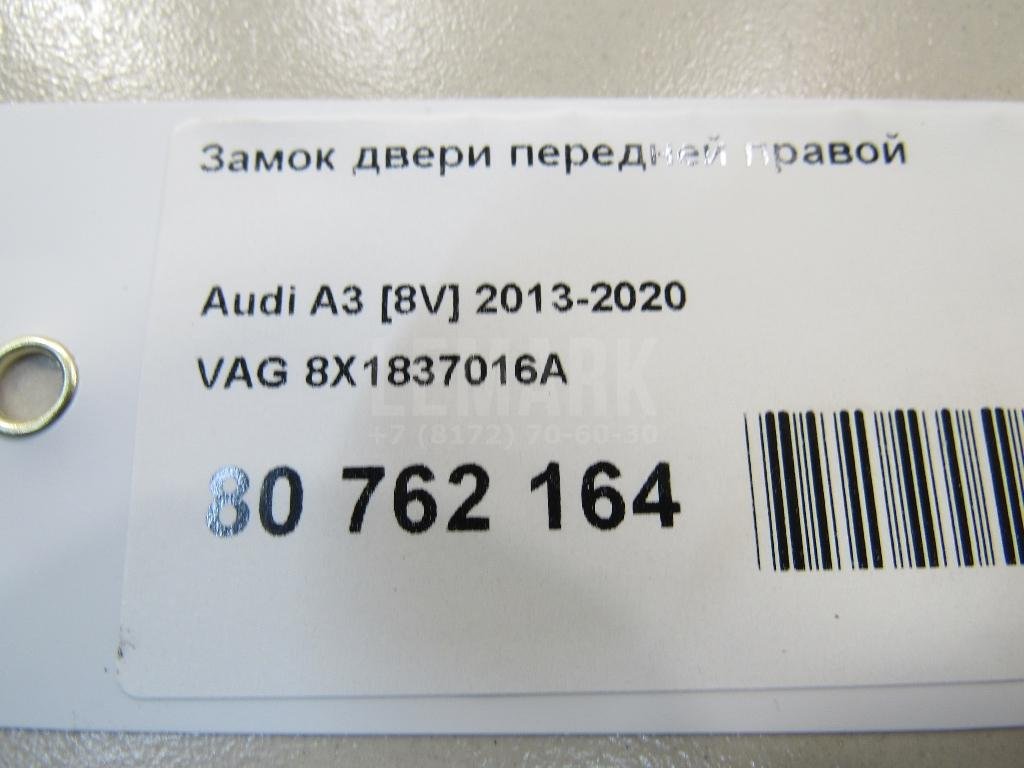 Замок двери передней правой
Audi A3 [8V] 2013-2020
VAG 8X1837016A
LEMARK
+7 (8172) 70-60-30
80 762 164